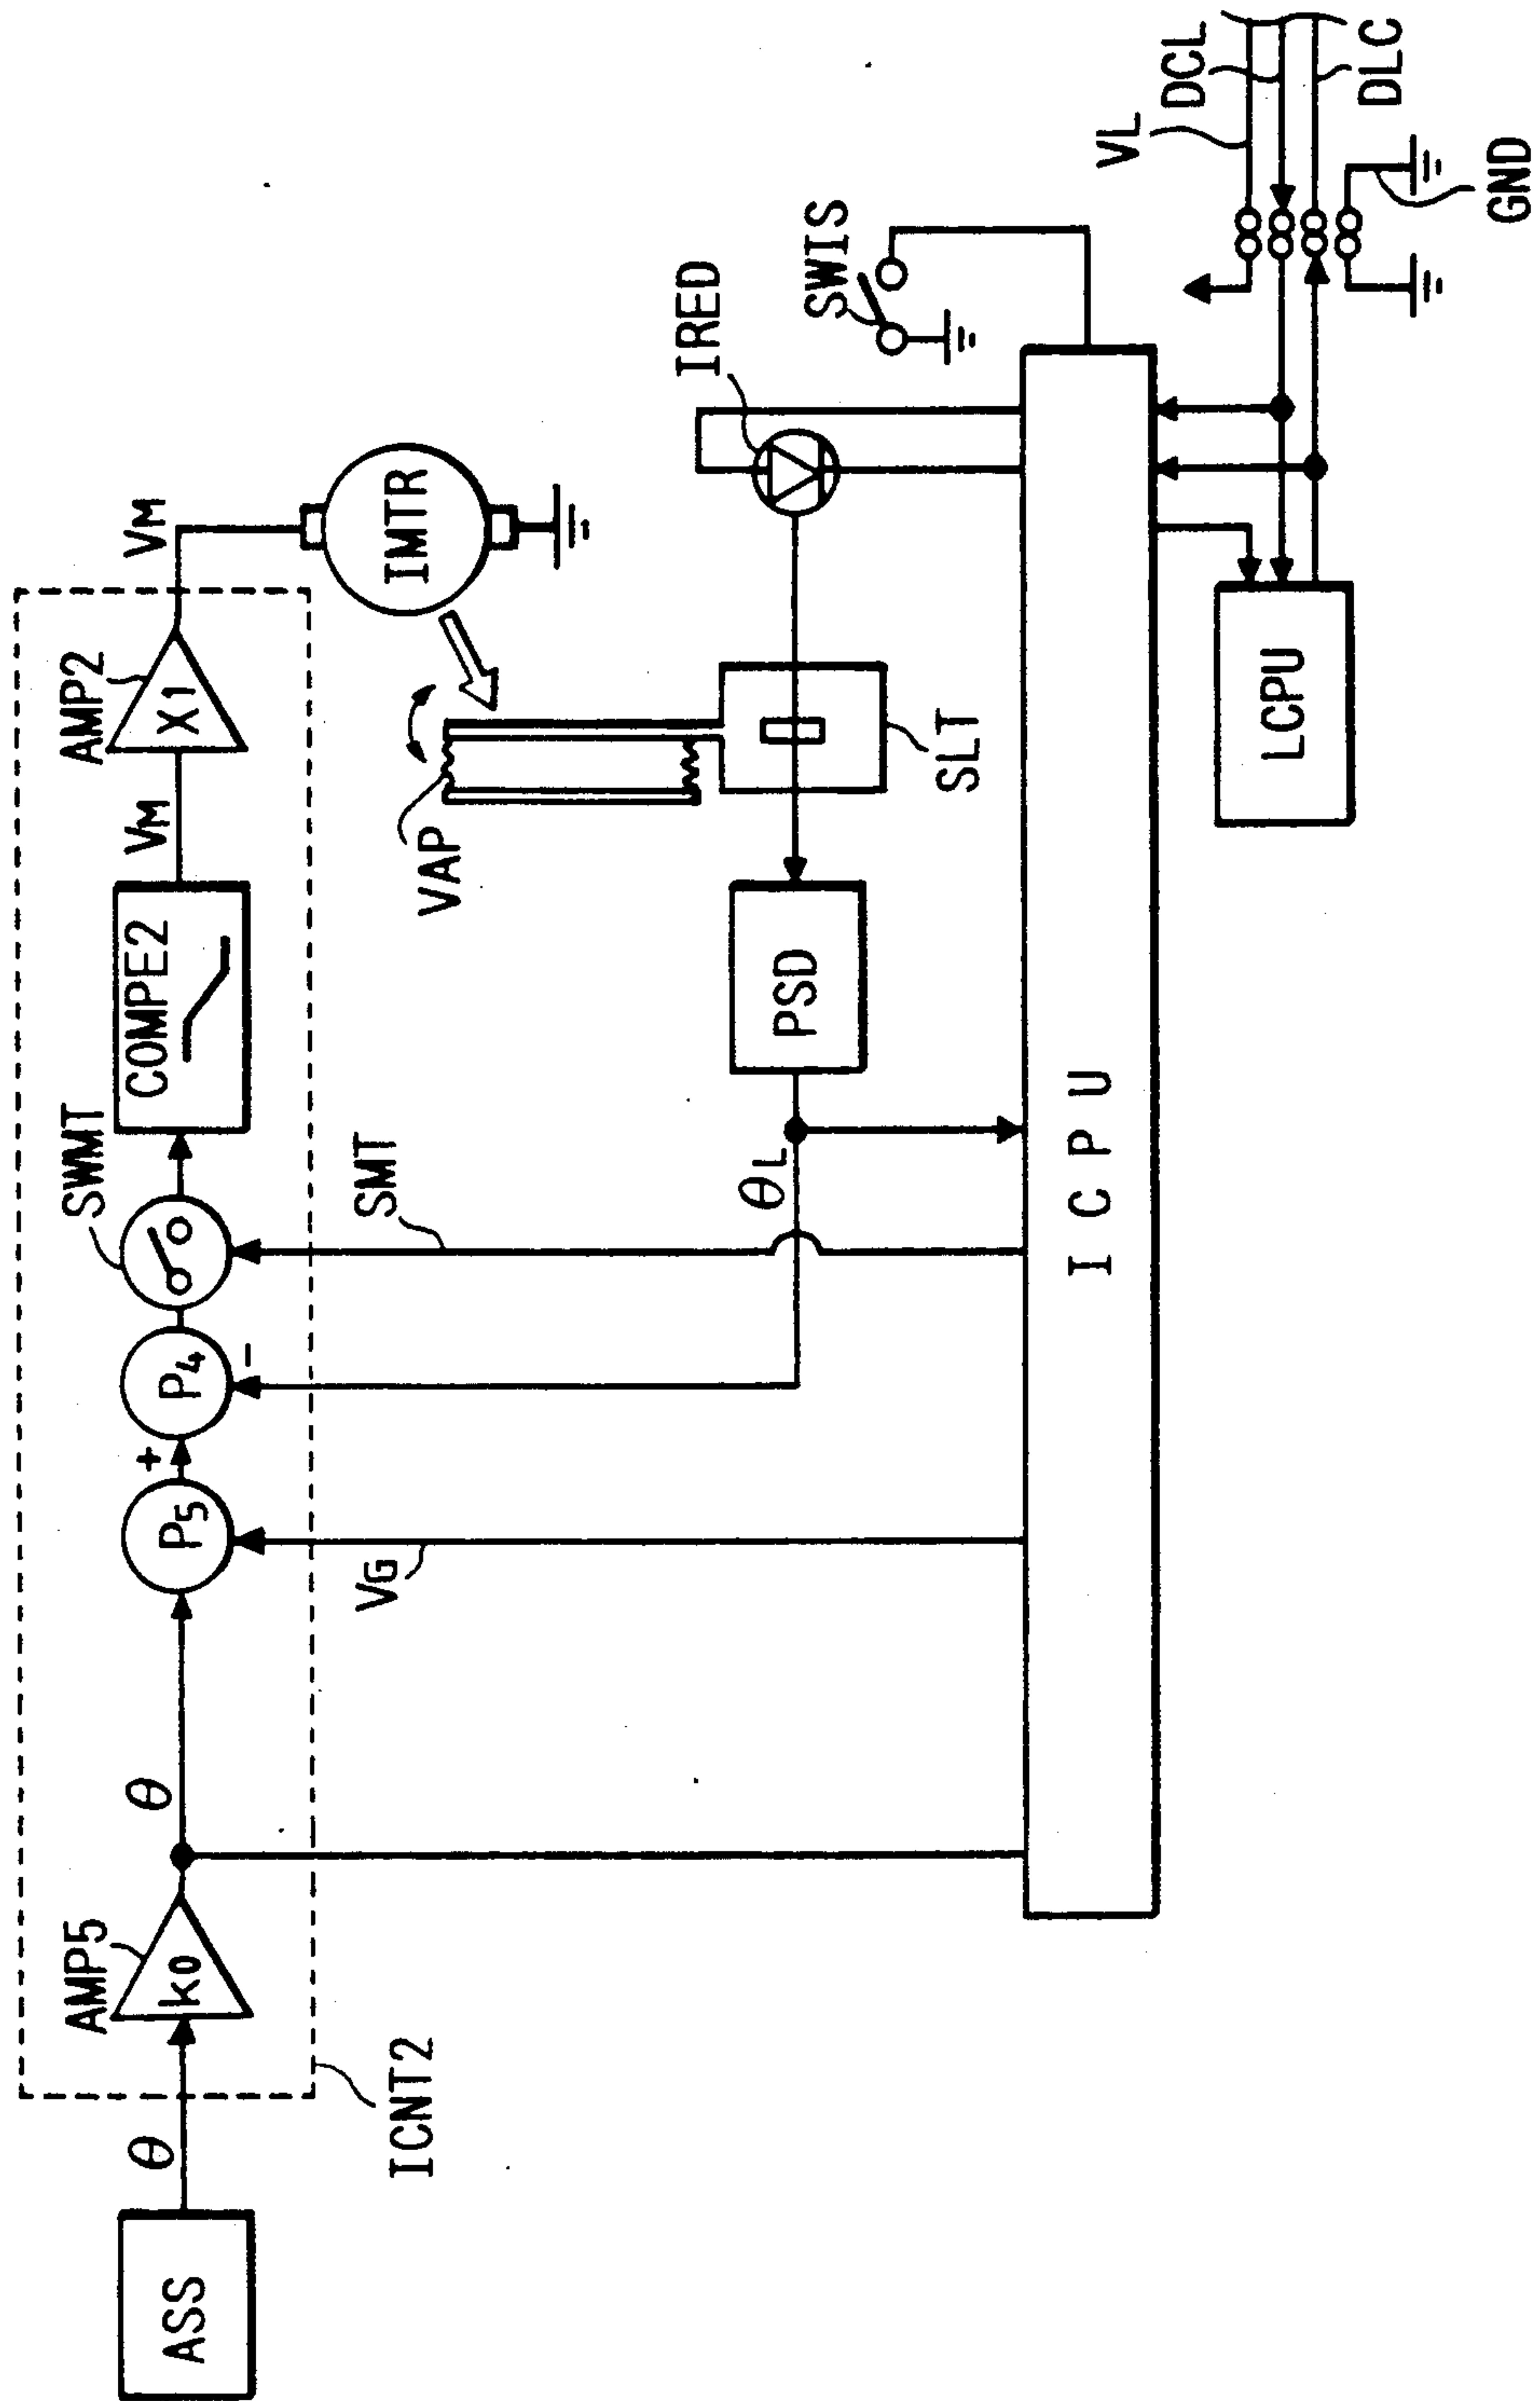 ASS
θ
ICNT2
AMP5
k0
θ
P5
+
P4
-
SWMT
COMPE2
VM
AMP2
X1
VM
IMTR
VG
SMT
VAP
θL
PSD
SLT
IRED
SWIS
ICPU
LCPU
VL
DCL
DLC
GND